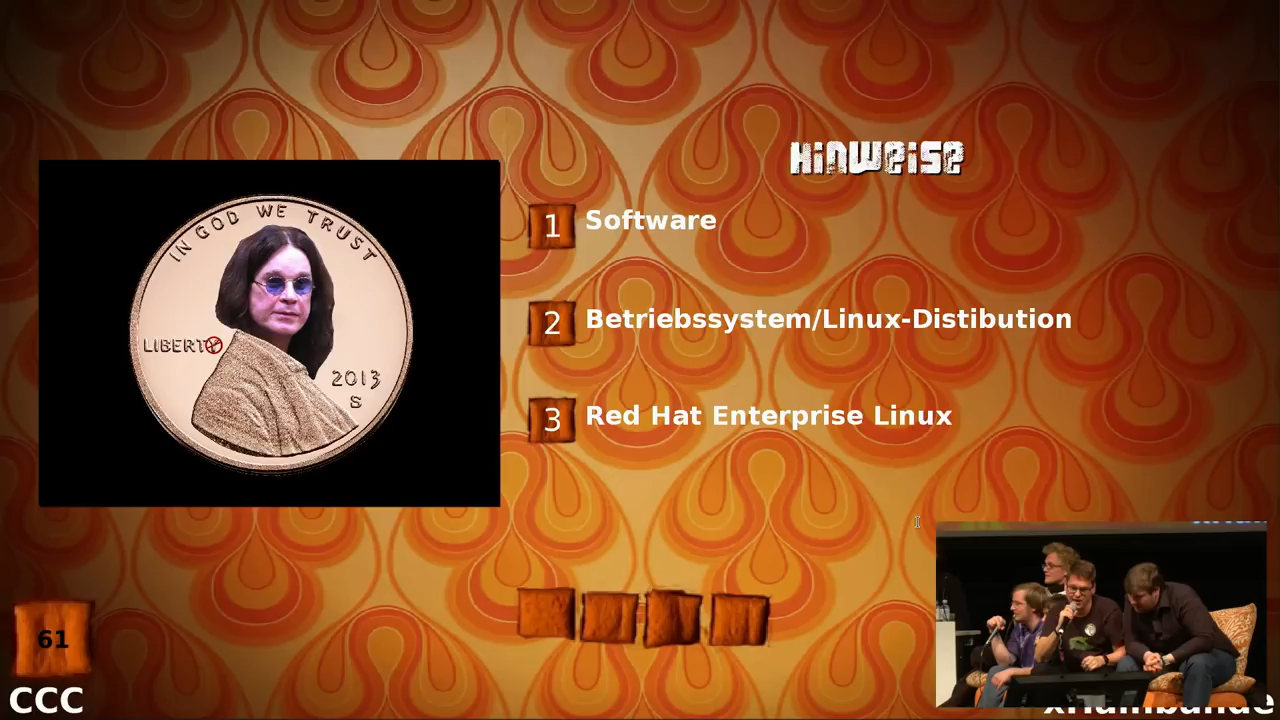 Hinweise
IN GOD WE TRUST
LIBERT
2013
S
1 Software
2 Betriebssystem/Linux-Distibution
3 Red Hat Enterprise Linux
61
CCC